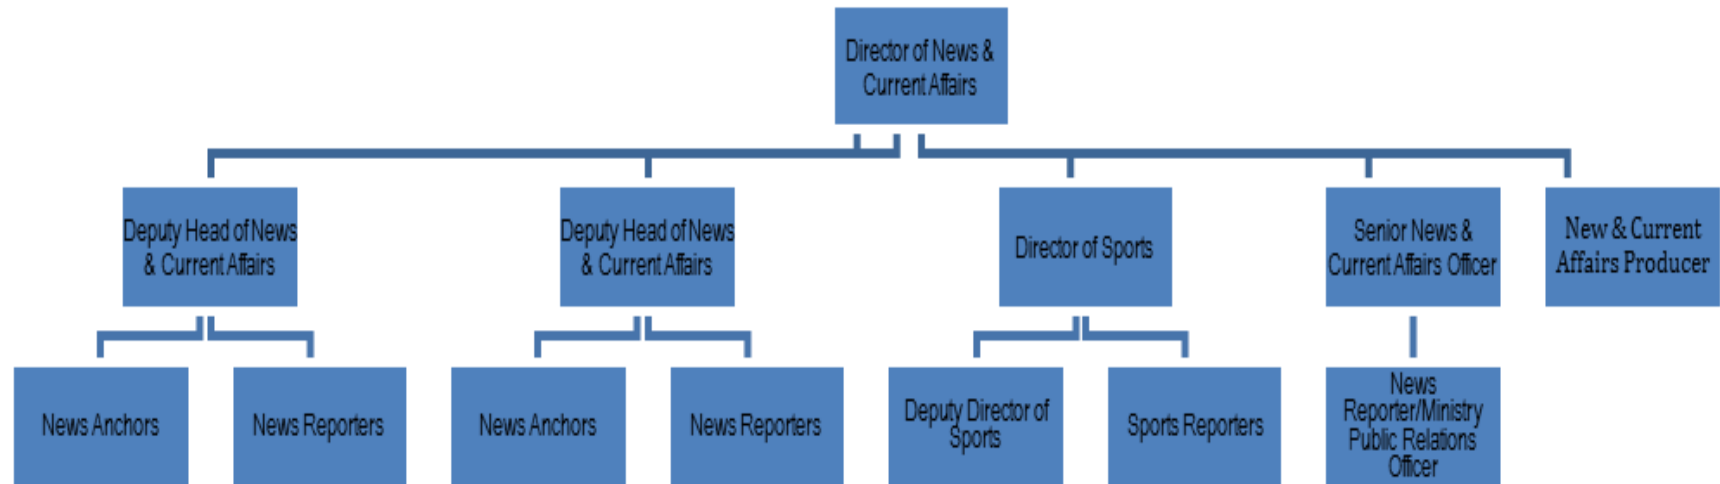 Director of News &
Current Affairs
Deputy Head of News
& Current Affairs
Deputy Head of News
& Current Affairs
Director of Sports
Senior News &
Current Affairs Officer
New & Current
Affairs Producer
News Anchors
News Reporters
News Anchors
News Reporters
Deputy Director of
Sports
Sports Reporters
News
Reporter/Ministry
Public Relations
Officer